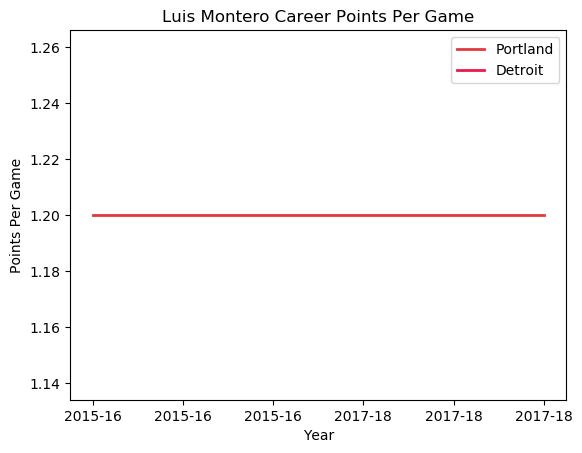 Luis Montero Career Points Per Game
Portland
Detroit
1.26
1.24
1.22
1.20
1.18
1.16
1.14
Points Per Game
2015-16 2015-16 2015-16 2017-18 2017-18 2017-18
Year